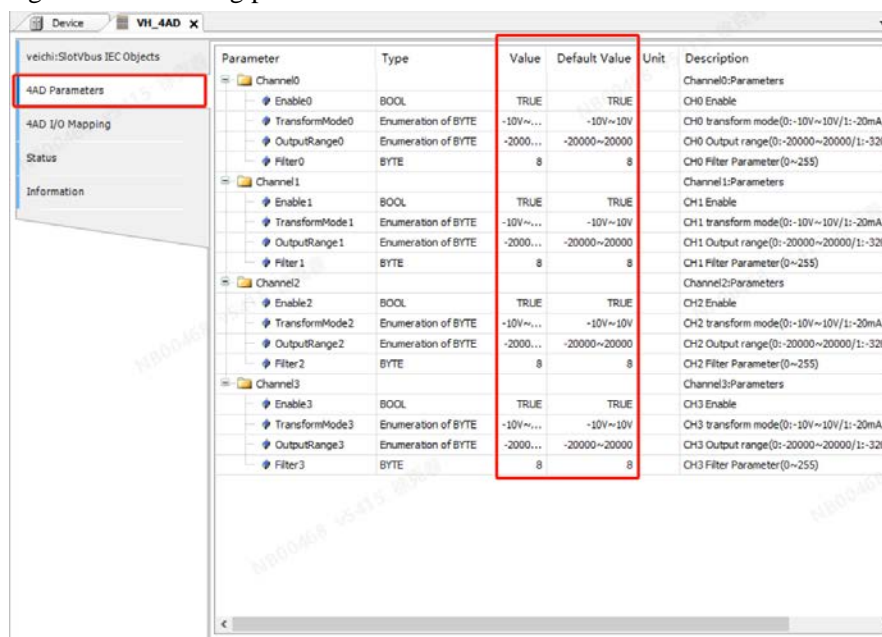 Device VH_4AD X
veichi:SlotVbus IEC Objects
4AD Parameters
4AD I/O Mapping
Status
Information
Parameter Type Value Default Value Unit Description
Channel0 Channel0:Parameters
Enable0 BOOL TRUE TRUE CH0 Enable
TransformMode0 Enumeration of BYTE -10V~... -10V~10V CH0 transform mode(0:-10V~10V/1:-20mA
OutputRange0 Enumeration of BYTE -2000... -20000~20000 CH0 Output range(0:-20000~20000/1:-32
Filter0 BYTE 8 8 CH0 Filter Parameter(0~255)
Channel1 Channel1:Parameters
Enable1 BOOL TRUE TRUE CH1 Enable
TransformMode1 Enumeration of BYTE -10V~... -10V~10V CH1 transform mode(0:-10V~10V/1:-20mA
OutputRange1 Enumeration of BYTE -2000... -20000~20000 CH1 Output range(0:-20000~20000/1:-32
Filter1 BYTE 8 8 CH1 Filter Parameter(0~255)
Channel2 Channel2:Parameters
Enable2 BOOL TRUE TRUE CH2 Enable
TransformMode2 Enumeration of BYTE -10V~... -10V~10V CH2 transform mode(0:-10V~10V/1:-20mA
OutputRange2 Enumeration of BYTE -2000... -20000~20000 CH2 Output range(0:-20000~20000/1:-32
Filter2 BYTE 8 8 CH2 Filter Parameter(0~255)
Channel3 Channel3:Parameters
Enable3 BOOL TRUE TRUE CH3 Enable
TransformMode3 Enumeration of BYTE -10V~... -10V~10V CH3 transform mode(0:-10V~10V/1:-20mA
OutputRange3 Enumeration of BYTE -2000... -20000~20000 CH3 Output range(0:-20000~20000/1:-32
Filter3 BYTE 8 8 CH3 Filter Parameter(0~255)